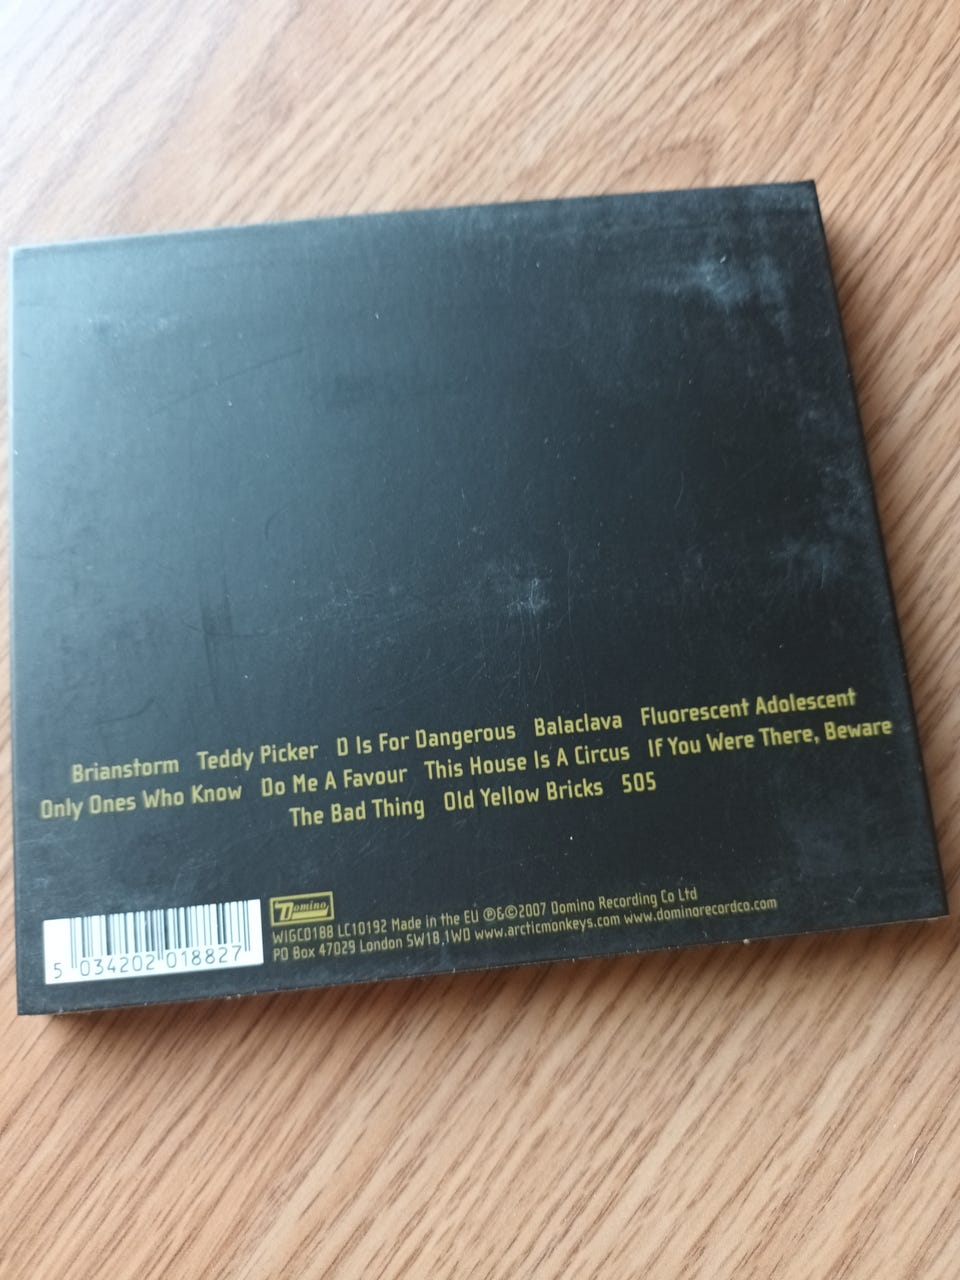 Brianstorm Teddy Picker D Is For Dangerous Balaclava Fluorescent Adolescent
Only Ones Who Know Do Me A Favour This House Is A Circus If You Were There, Beware
The Bad Thing Old Yellow Bricks 505
Domino
WIGCD188 LC10192 Made in the EU ℗&©2007 Domino Recording Co Ltd
PO Box 47029 London SW18 1WD www.arcticmonkeys.com www.dominorecordco.com
5 034202 018827